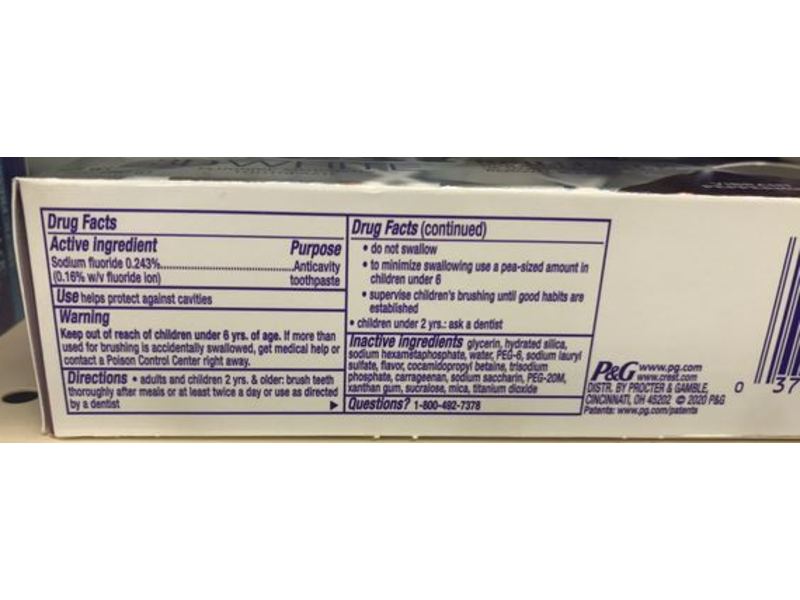 Drug Facts
Active ingredient Purpose
Sodium fluoride 0.243%..............................Anticavity
(0.16% w/v fluoride ion) toothpaste
Use helps protect against cavities
Warning
Keep out of reach of children under 6 yrs. of age. If more than
used for brushing is accidentally swallowed, get medical help or
contact a Poison Control Center right away.
Directions • adults and children 2 yrs. & older: brush teeth
thoroughly after meals or at least twice a day or use as directed
by a dentist
Drug Facts (continued)
• do not swallow
• to minimize swallowing use a pea-sized amount in
children under 6
• supervise children's brushing until good habits are
established
• children under 2 yrs.: ask a dentist
Inactive ingredients glycerin, hydrated silica,
sodium hexametaphosphate, water, PEG-6, sodium lauryl
sulfate, flavor, cocamidopropyl betaine, trisodium
phosphate, carrageenan, sodium saccharin, PEG-20M,
xanthan gum, sucralose, mica, titanium dioxide
Questions? 1-800-492-7378
P&G www.pg.com
www.crest.com
DISTR. BY PROCTER & GAMBLE,
CINCINNATI, OH 45202 © 2020 P&G
Patents: www.pg.com/patents
0 37